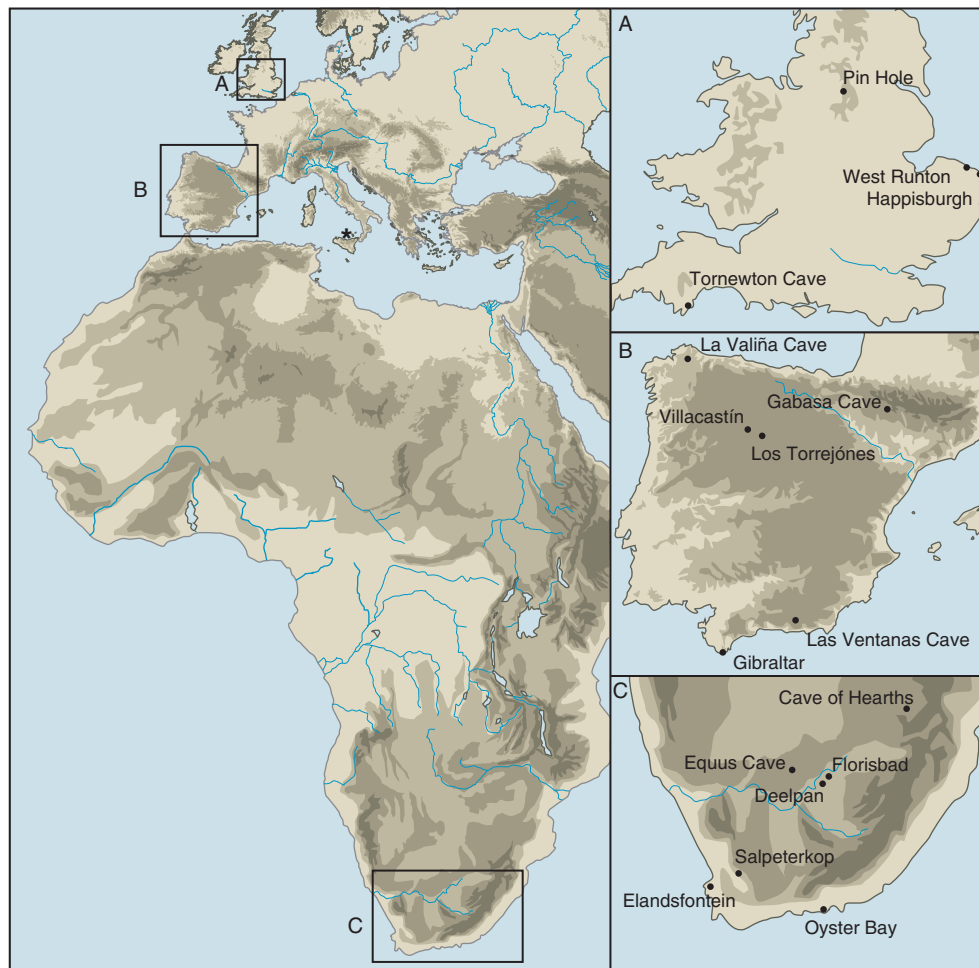 A
B
*
C
A
Pin Hole
West Runton
Happisburgh
Tornewton Cave
B
La Valiña Cave
Gabasa Cave
Villacastín
Los Torrejónes
Las Ventanas Cave
Gibraltar
C
Cave of Hearths
Equus Cave
Florisbad
Deelpan
Salpeterkop
Elandsfontein
Oyster Bay